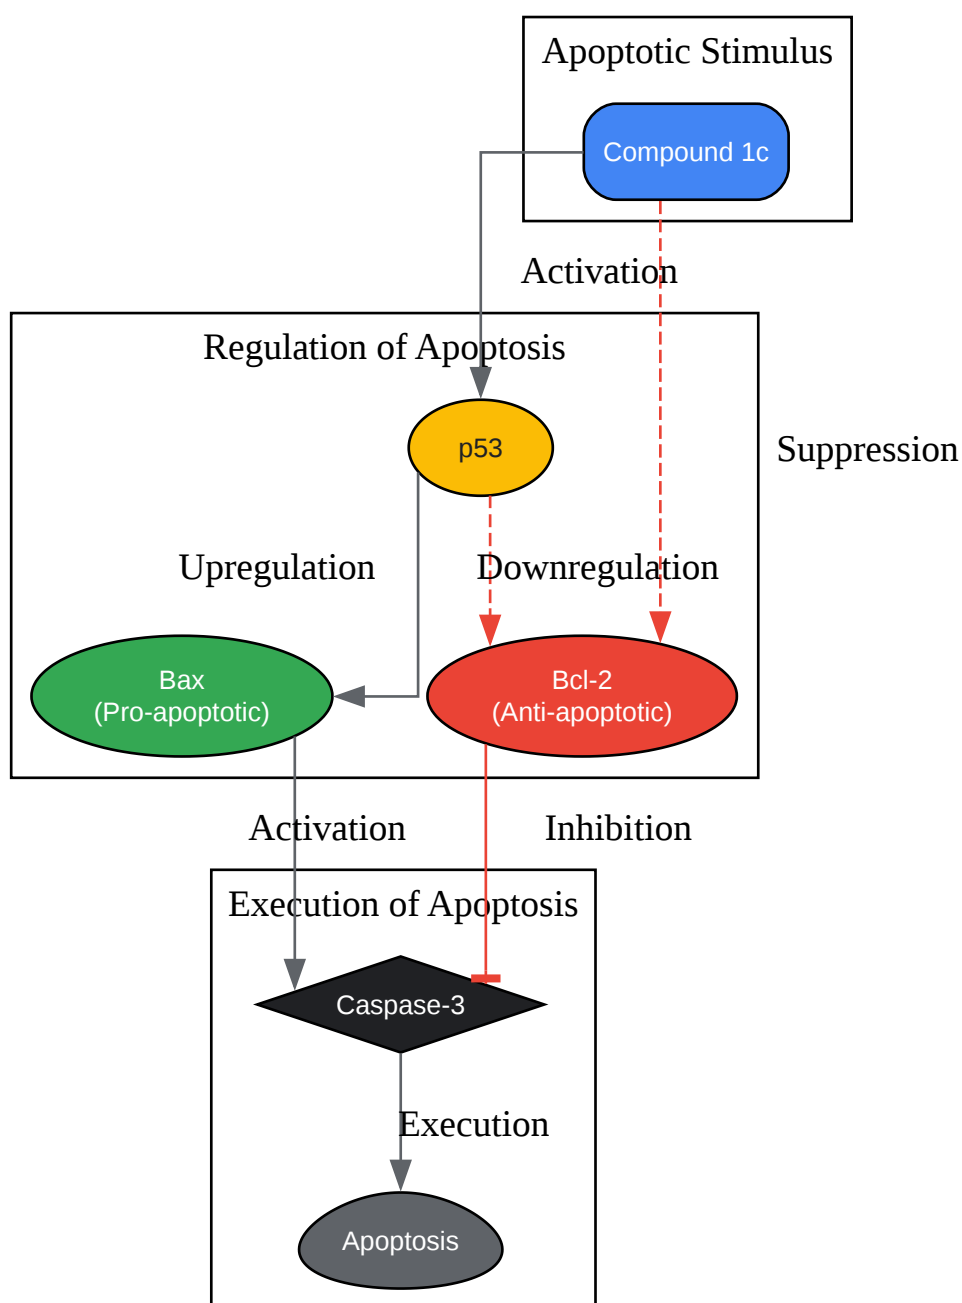 Apoptotic Stimulus
Compound 1c
Activation
Regulation of Apoptosis
p53
Suppression
Upregulation
Downregulation
Bax
(Pro-apoptotic)
Bcl-2
(Anti-apoptotic)
Activation
Inhibition
Execution of Apoptosis
Caspase-3
Execution
Apoptosis